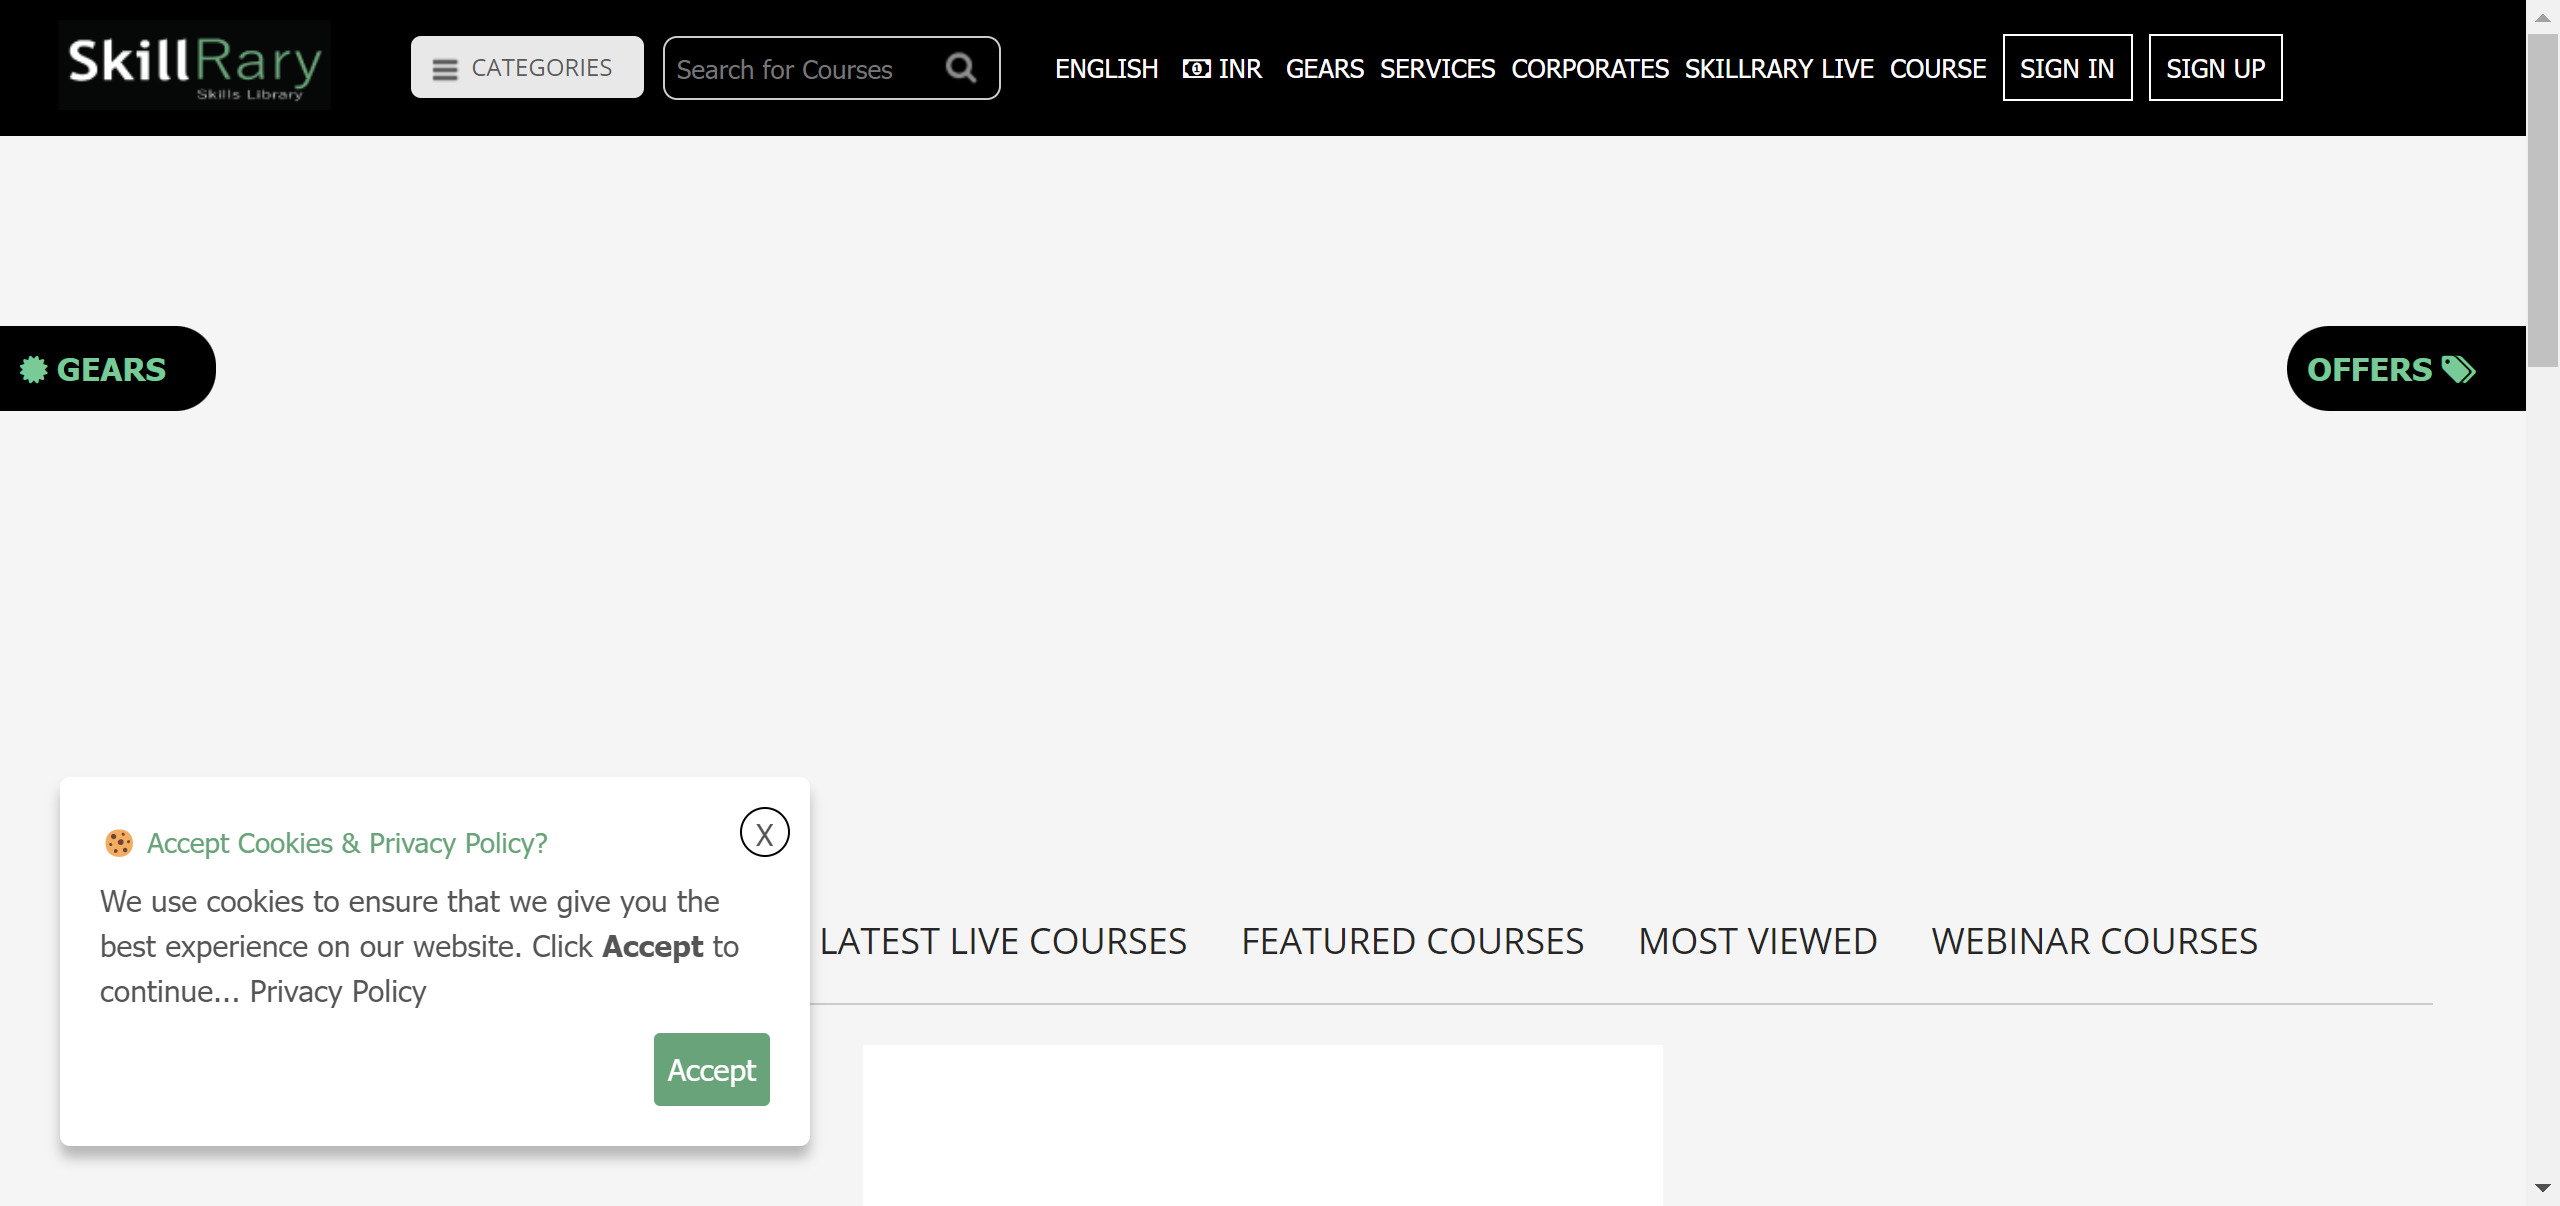 SkillRary
Skills Library
CATEGORIES
Search for Courses
ENGLISH INR GEARS SERVICES CORPORATES SKILLRARY LIVE COURSE SIGN IN SIGN UP
GEARS
OFFERS
Accept Cookies & Privacy Policy?
X
We use cookies to ensure that we give you the
best experience on our website. Click Accept to
continue... Privacy Policy
Accept
LATEST LIVE COURSES FEATURED COURSES MOST VIEWED WEBINAR COURSES